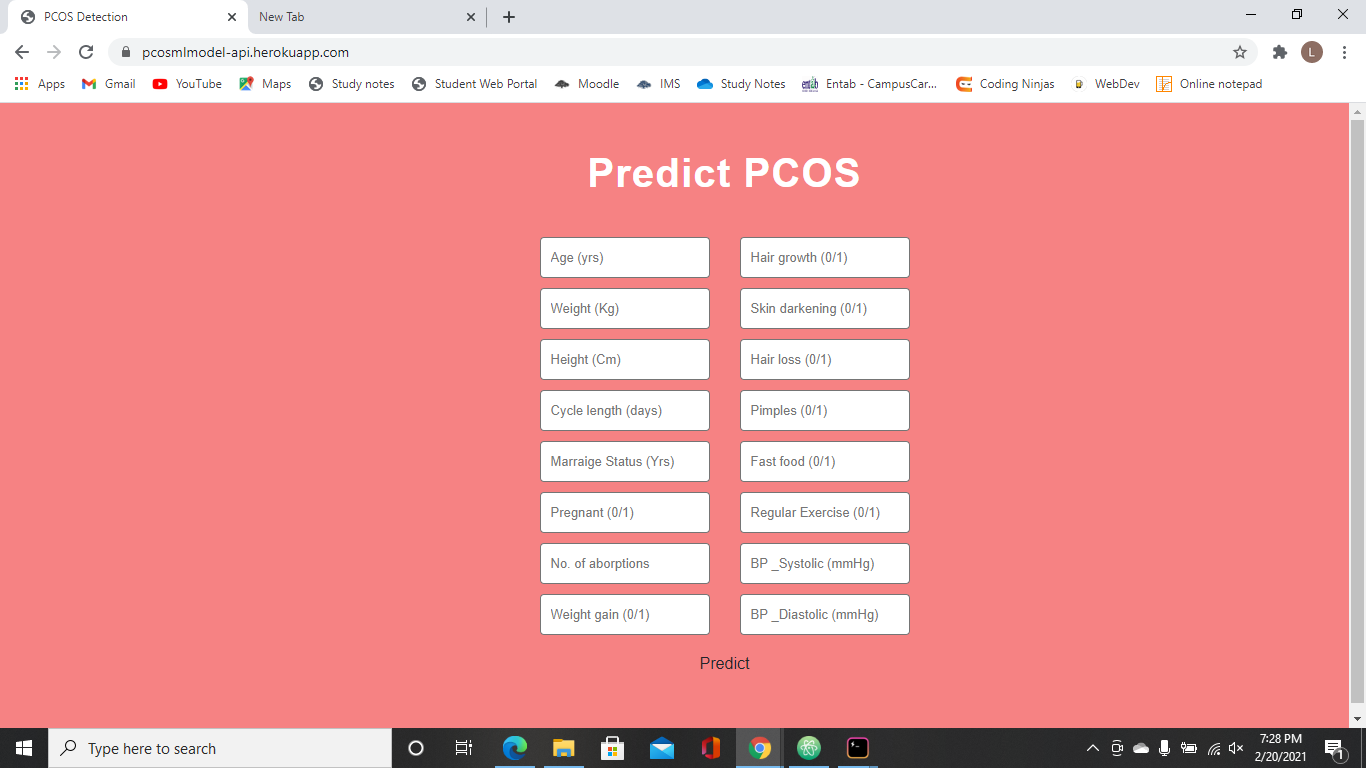 PCOS Detection
New Tab
pcosmlmodel-api.herokuapp.com
L
Apps
Gmail
YouTube
Maps
Study notes
Student Web Portal
Moodle
IMS
Study Notes
Entab - CampusCar...
Coding Ninjas
WebDev
Online notepad
Predict PCOS
Age (yrs)
Hair growth (0/1)
Weight (Kg)
Skin darkening (0/1)
Height (Cm)
Hair loss (0/1)
Cycle length (days)
Pimples (0/1)
Marraige Status (Yrs)
Fast food (0/1)
Pregnant (0/1)
Regular Exercise (0/1)
No. of aborptions
BP _Systolic (mmHg)
Weight gain (0/1)
BP _Diastolic (mmHg)
Predict
Type here to search
7:28 PM
2/20/2021
1